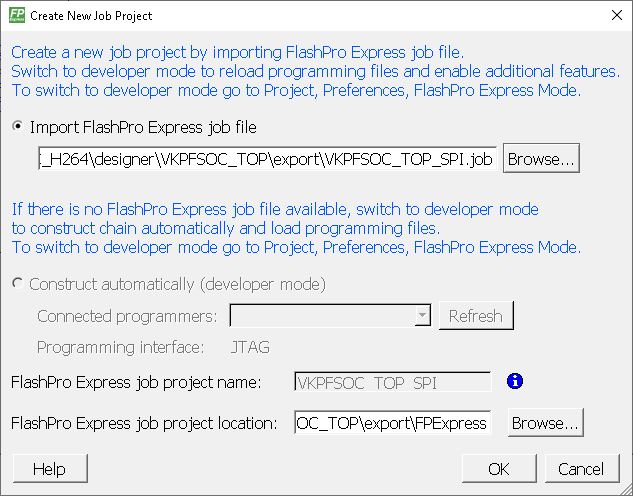 FP
Express
Create New Job Project
Create a new job project by importing FlashPro Express job file.
Switch to developer mode to reload programming files and enable additional features.
To switch to developer mode go to Project, Preferences, FlashPro Express Mode.
Import FlashPro Express job file
:_H264\designer\VKPFSOC_TOP\export\VKPFSOC_TOP_SPI.job Browse...
If there is no FlashPro Express job file available, switch to developer mode
to construct chain automatically and load programming files.
To switch to developer mode go to Project, Preferences, FlashPro Express Mode.
Construct automatically (developer mode)
Connected programmers: Refresh
Programming interface: JTAG
FlashPro Express job project name: VKPFSOC_TOP_SPI
FlashPro Express job project location: OC_TOP\export\FPExpress Browse...
Help OK Cancel